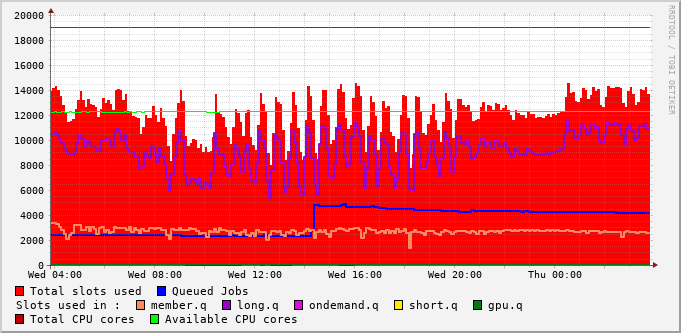 20000
18000
16000
14000
12000
10000
8000
6000
4000
2000
0
Wed 04:00 Wed 08:00 Wed 12:00 Wed 16:00 Wed 20:00 Thu 00:00
Total slots used Queued Jobs
Slots used in : member.q long.q ondemand.q short.q gpu.q
Total CPU cores Available CPU cores
RRDTOOL / TOBI OETIKER